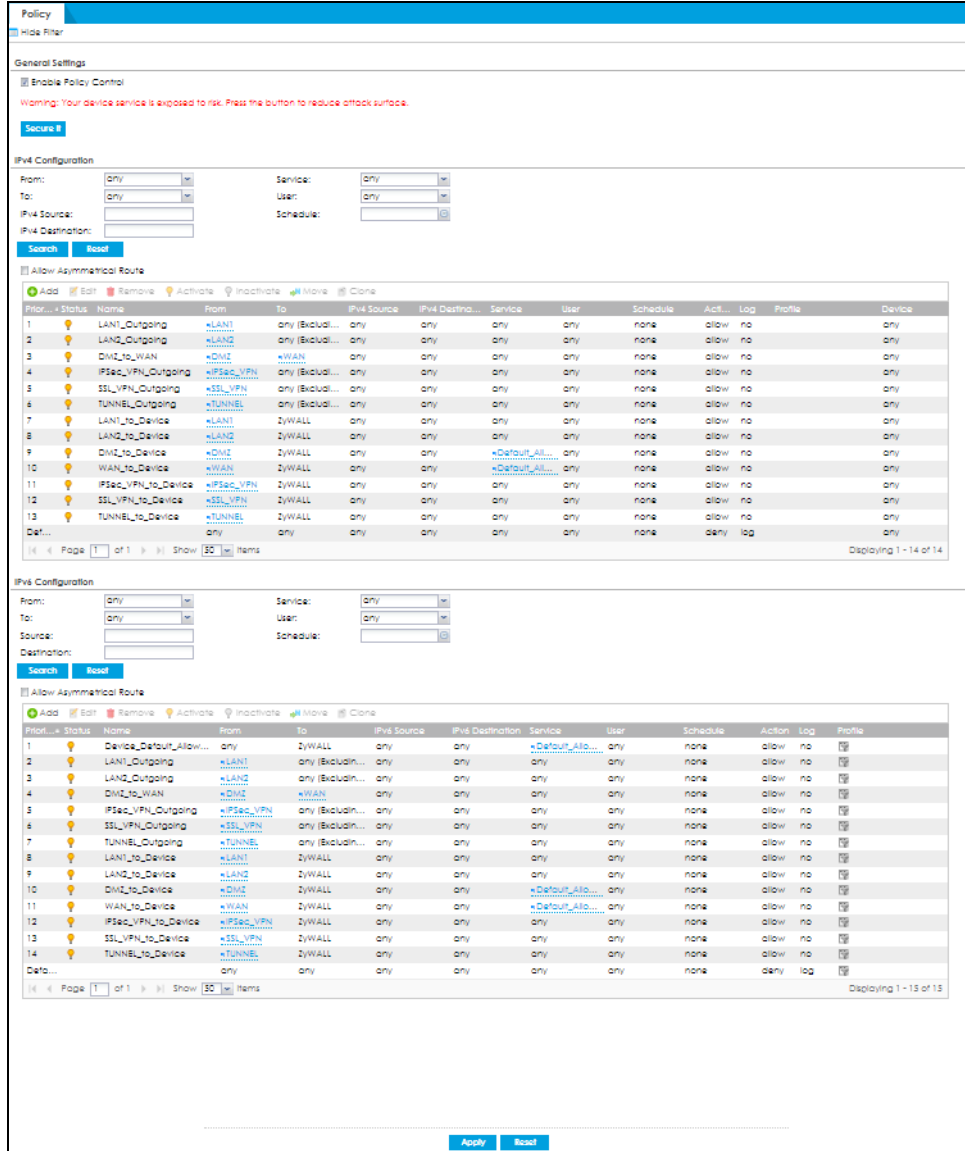 Policy
Hide Filter
General Settings
Enable Policy Control
Warning: Your device service is exposed to risk. Press the button to reduce attack surface.
Secure it
IPv4 Configuration
From: any Service: any
To: any User: any
IPv4 Source: Schedule:
IPv4 Destination:
Search Reset
Allow Asymmetrical Route
Add Edit Remove Activate Inactivate Move Clone
Prior... Status Name From To IPv4 Source IPv4 Destina... Service User Schedule Acti... Log Profile Device
1 LAN1_Outgoing LAN1 any (Excludi... any any any any none allow no any
2 LAN2_Outgoing LAN2 any (Excludi... any any any any none allow no any
3 DMZ_to_WAN DMZ WAN any any any any none allow no any
4 IPSec_VPN_Outgoing IPSec_VPN any (Excludi... any any any any none allow no any
5 SSL_VPN_Outgoing SSL_VPN any (Excludi... any any any any none allow no any
6 TUNNEL_Outgoing TUNNEL any (Excludi... any any any any none allow no any
7 LAN1_to_Device LAN1 ZyWALL any any any any none allow no any
8 LAN2_to_Device LAN2 ZyWALL any any any any none allow no any
9 DMZ_to_Device DMZ ZyWALL any any Default_All... any none allow no any
10 WAN_to_Device WAN ZyWALL any any Default_All... any none allow no any
11 IPSec_VPN_to_Device IPSec_VPN ZyWALL any any any any none allow no any
12 SSL_VPN_to_Device SSL_VPN ZyWALL any any any any none allow no any
13 TUNNEL_to_Device TUNNEL ZyWALL any any any any none allow no any
Def... any any any any any any none deny log any
Page 1 of 1 Show 50 items Displaying 1 - 14 of 14
IPv6 Configuration
From: any Service: any
To: any User: any
Source: Schedule:
Destination:
Search Reset
Allow Asymmetrical Route
Add Edit Remove Activate Inactivate Move Clone
Priori... Status Name From To IPv6 Source IPv6 Destination Service User Schedule Action Log Profile
1 Device_Default_Allow... any ZyWALL any any Default_Allo... any none allow no
2 LAN1_Outgoing LAN1 any (Excludin... any any any any none allow no
3 LAN2_Outgoing LAN2 any (Excludin... any any any any none allow no
4 DMZ_to_WAN DMZ WAN any any any any none allow no
5 IPSec_VPN_Outgoing IPSec_VPN any (Excludin... any any any any none allow no
6 SSL_VPN_Outgoing SSL_VPN any (Excludin... any any any any none allow no
7 TUNNEL_Outgoing TUNNEL any (Excludin... any any any any none allow no
8 LAN1_to_Device LAN1 ZyWALL any any any any none allow no
9 LAN2_to_Device LAN2 ZyWALL any any any any none allow no
10 DMZ_to_Device DMZ ZyWALL any any Default_Allo... any none allow no
11 WAN_to_Device WAN ZyWALL any any Default_Allo... any none allow no
12 IPSec_VPN_to_Device IPSec_VPN ZyWALL any any any any none allow no
13 SSL_VPN_to_Device SSL_VPN ZyWALL any any any any none allow no
14 TUNNEL_to_Device TUNNEL ZyWALL any any any any none allow no
Defa... any any any any any any none deny log
Page 1 of 1 Show 50 items Displaying 1 - 15 of 15
Apply Reset